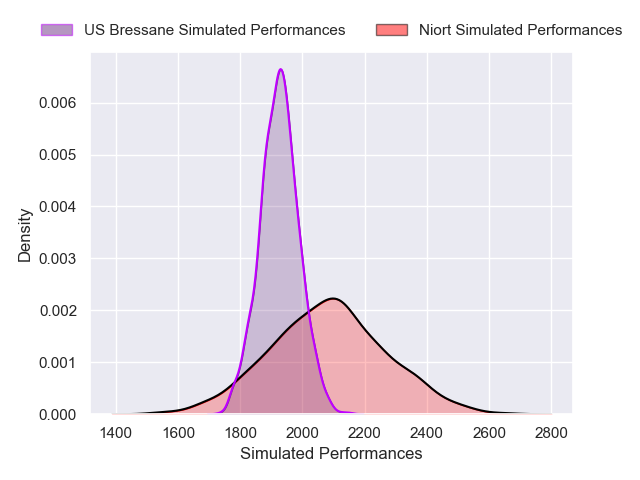 US Bressane Simulated Performances
Niort Simulated Performances
0.006
0.005
0.004
0.003
0.002
0.001
0.000
Density
1400 1600 1800 2000 2200 2400 2600 2800
Simulated Performances